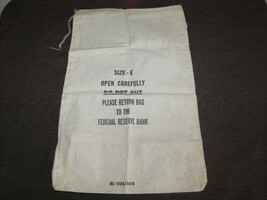 SIZE - E
OPEN CAREFULLY
DO NOT CUT
PLEASE RETURN BAG
TO THE
FEDERAL RESERVE BANK